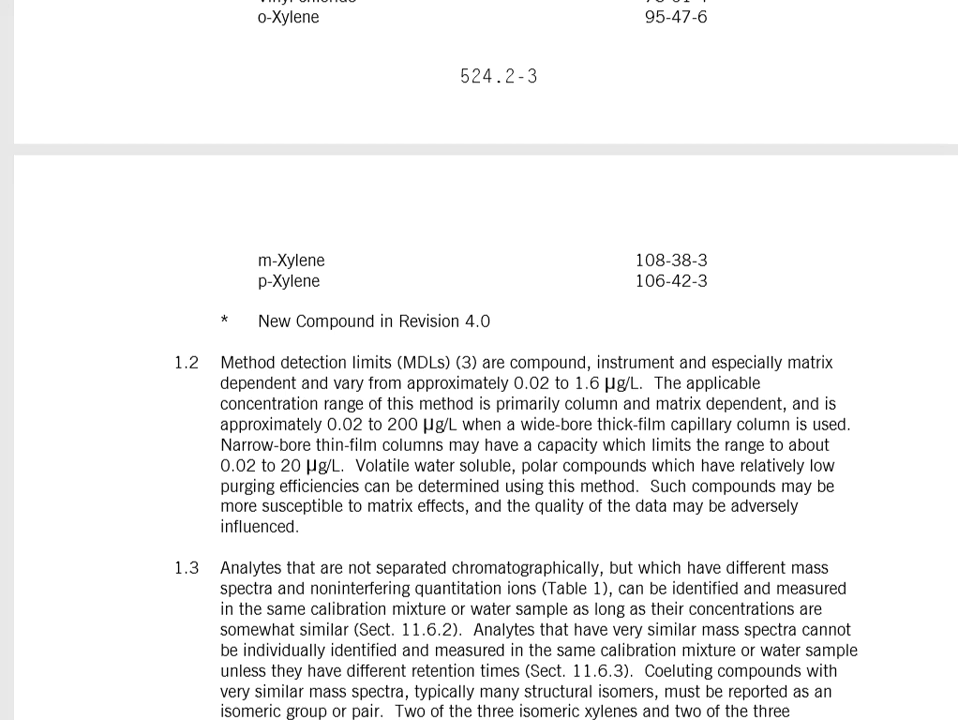 o-Xylene 95-47-6
524.2-3
m-Xylene 108-38-3
p-Xylene 106-42-3
* New Compound in Revision 4.0
1.2 Method detection limits (MDLs) (3) are compound, instrument and especially matrix
dependent and vary from approximately 0.02 to 1.6 µg/L. The applicable
concentration range of this method is primarily column and matrix dependent, and is
approximately 0.02 to 200 µg/L when a wide-bore thick-film capillary column is used.
Narrow-bore thin-film columns may have a capacity which limits the range to about
0.02 to 20 µg/L. Volatile water soluble, polar compounds which have relatively low
purging efficiencies can be determined using this method. Such compounds may be
more susceptible to matrix effects, and the quality of the data may be adversely
influenced.
1.3 Analytes that are not separated chromatographically, but which have different mass
spectra and noninterfering quantitation ions (Table 1), can be identified and measured
in the same calibration mixture or water sample as long as their concentrations are
somewhat similar (Sect. 11.6.2). Analytes that have very similar mass spectra cannot
be individually identified and measured in the same calibration mixture or water sample
unless they have different retention times (Sect. 11.6.3). Coeluting compounds with
very similar mass spectra, typically many structural isomers, must be reported as an
isomeric group or pair. Two of the three isomeric xylenes and two of the three